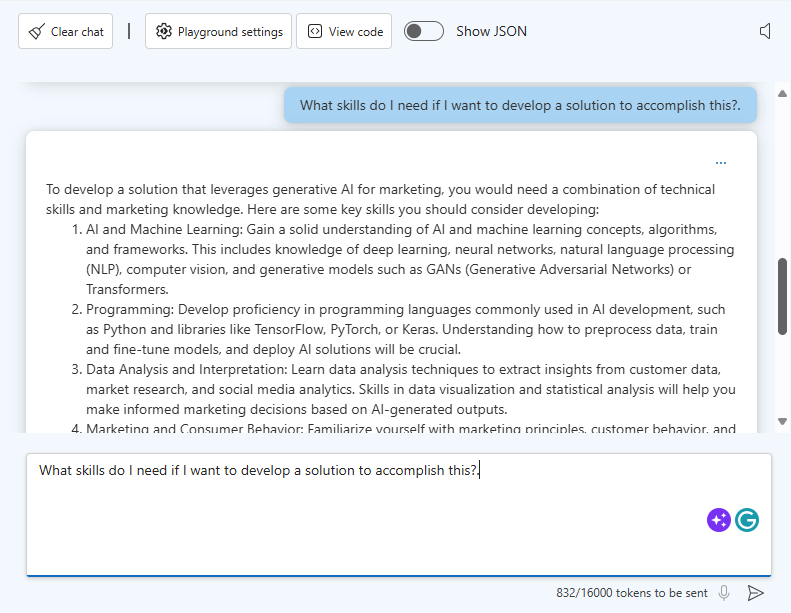 Clear chat | Playground settings View code Show JSON
What skills do I need if I want to develop a solution to accomplish this?.
...
To develop a solution that leverages generative AI for marketing, you would need a combination of technical
skills and marketing knowledge. Here are some key skills you should consider developing:
1. AI and Machine Learning: Gain a solid understanding of AI and machine learning concepts, algorithms,
and frameworks. This includes knowledge of deep learning, neural networks, natural language processing
(NLP), computer vision, and generative models such as GANs (Generative Adversarial Networks) or
Transformers.
2. Programming: Develop proficiency in programming languages commonly used in AI development, such
as Python and libraries like TensorFlow, PyTorch, or Keras. Understanding how to preprocess data, train
and fine-tune models, and deploy AI solutions will be crucial.
3. Data Analysis and Interpretation: Learn data analysis techniques to extract insights from customer data,
market research, and social media analytics. Skills in data visualization and statistical analysis will help you
make informed marketing decisions based on AI-generated outputs.
4. Marketing and Consumer Behavior: Familiarize yourself with marketing principles, customer behavior, and
What skills do I need if I want to develop a solution to accomplish this?.
832/16000 tokens to be sent